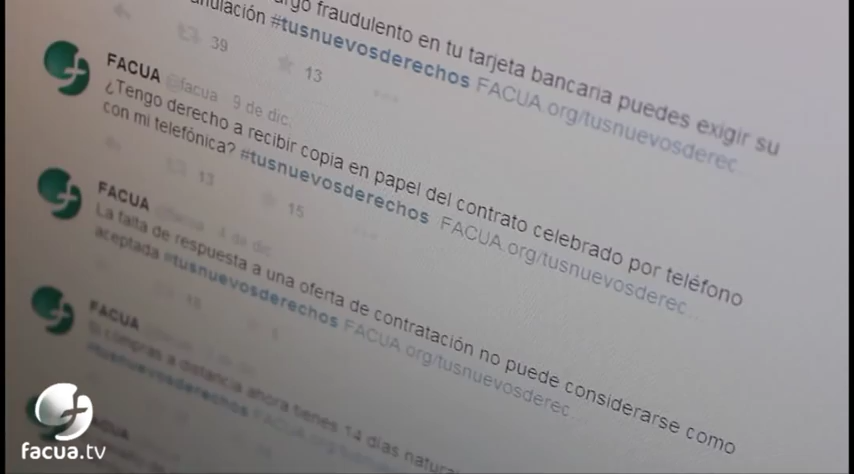 fraudulento en tu tarjeta bancaria puedes exigir su
#tusnuevosderechos FACUA.org/tusnuevosderec...
39 13
FACUA @facua · 9 de dic.
¿Tengo derecho a recibir copia en papel del contrato celebrado por teléfono
con mi telefónica? #tusnuevosderechos FACUA.org/tusnuevosderec...
13 15
FACUA
La falta de respuesta a una oferta de contratación no puede considerarse como
aceptada #tusnuevosderechos FACUA.org/tusnuevosderec...
FACUA
Si compras a distancia ahora tienes 14 días
#tusnuevosderechos
facua.tv